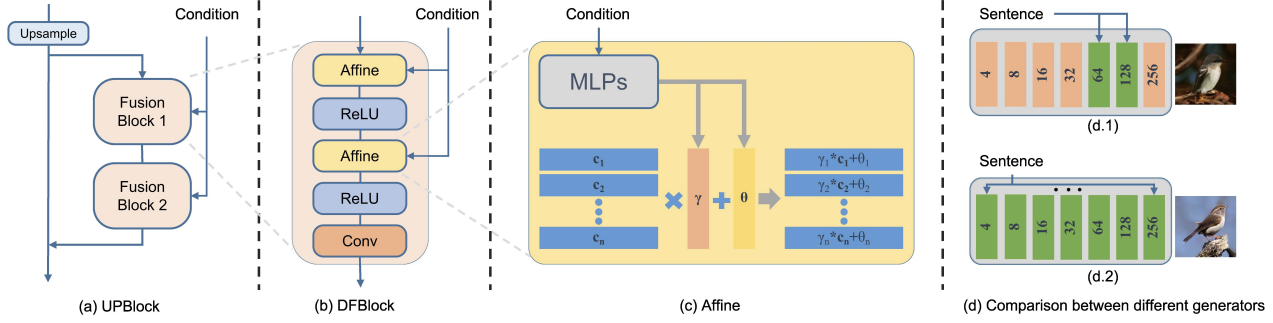 Upsample
Condition
Fusion
Block 1
Fusion
Block 2
(a) UPBlock
Condition
Affine
ReLU
Affine
ReLU
Conv
(b) DFBlock
Condition
MLPs
c1
c2
cn
γ
θ
γ1*c1+θ1
γ2*c2+θ2
γn*cn+θn
(c) Affine
Sentence
4 8 16 32 64 128 256
(d.1)
Sentence
• • •
4 8 16 32 64 128 256
(d.2)
(d) Comparison between different generators